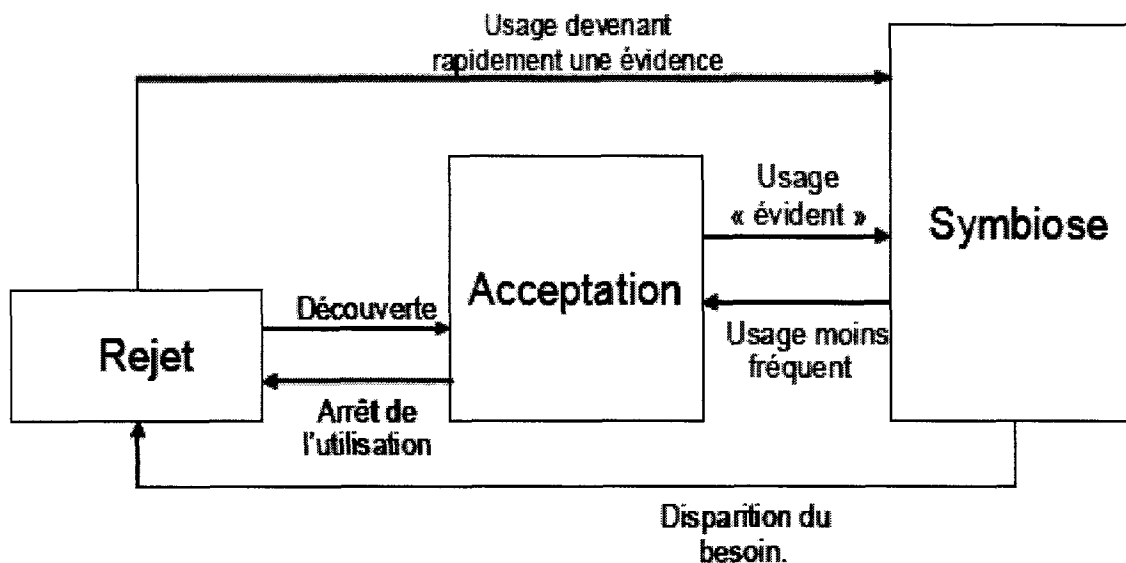 Usage devenant
rapidement une évidence
Usage
« évident »
Symbiose
Acceptation
Découverte
Rejet
Usage moins
fréquent
Arrêt de
l'utilisation
Disparition du
besoin.